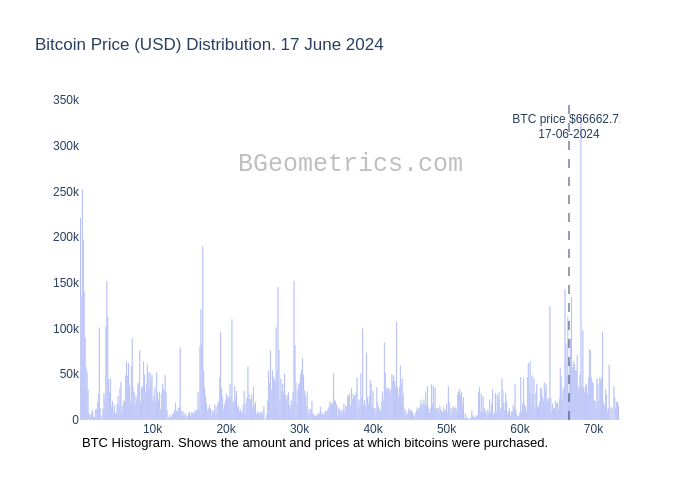 Bitcoin Price (USD) Distribution. 17 June 2024
350k
BTC price $66662.7
17-06-2024
300k
BGeometrics.com
250k
200k
150k
100k
50k
0
10k 20k 30k 40k 50k 60k 70k
BTC Histogram. Shows the amount and prices at which bitcoins were purchased.